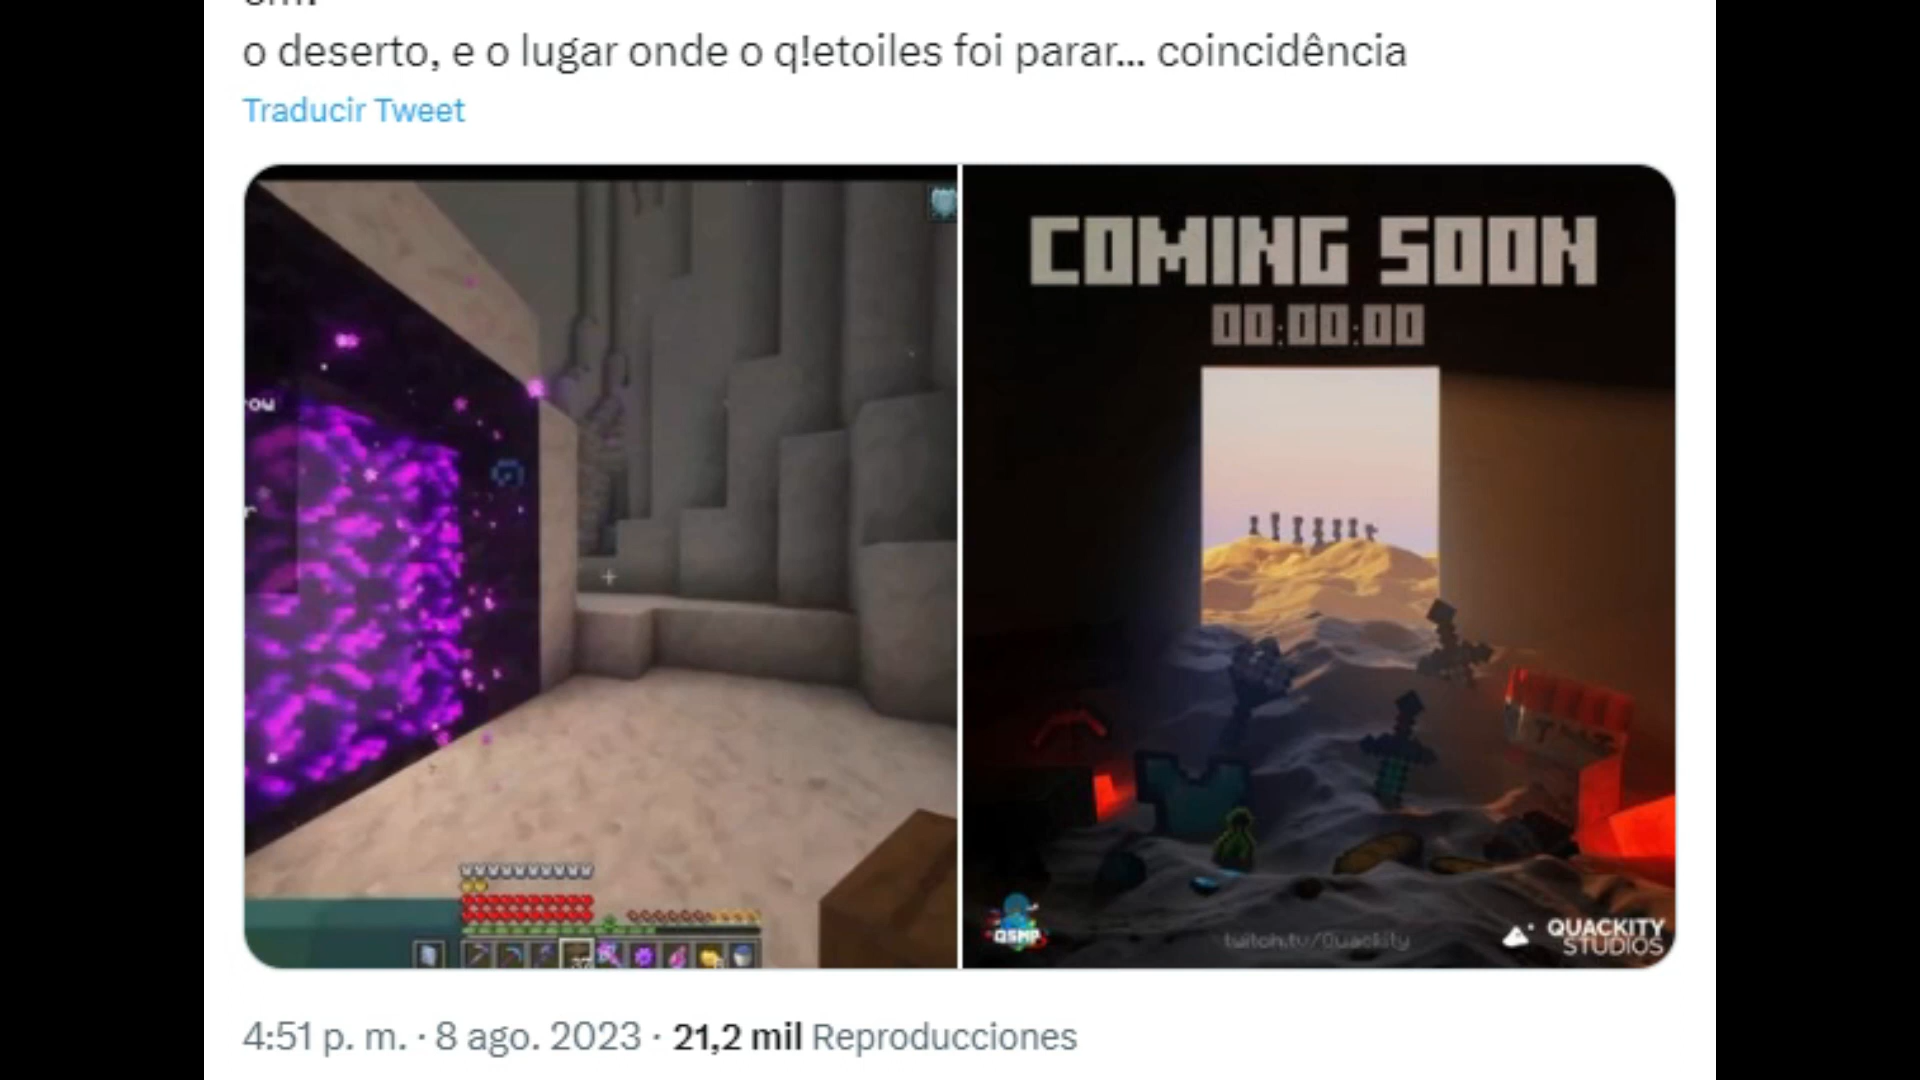 o deserto, e o lugar onde o q!etoiles foi parar... coincidência
Traducir Tweet
COMING SOON
00:00:00
QSMP
twitch.tv/Quackity
QUACKITY
STUDIOS
4:51 p. m. · 8 ago. 2023 · 21,2 mil Reproducciones